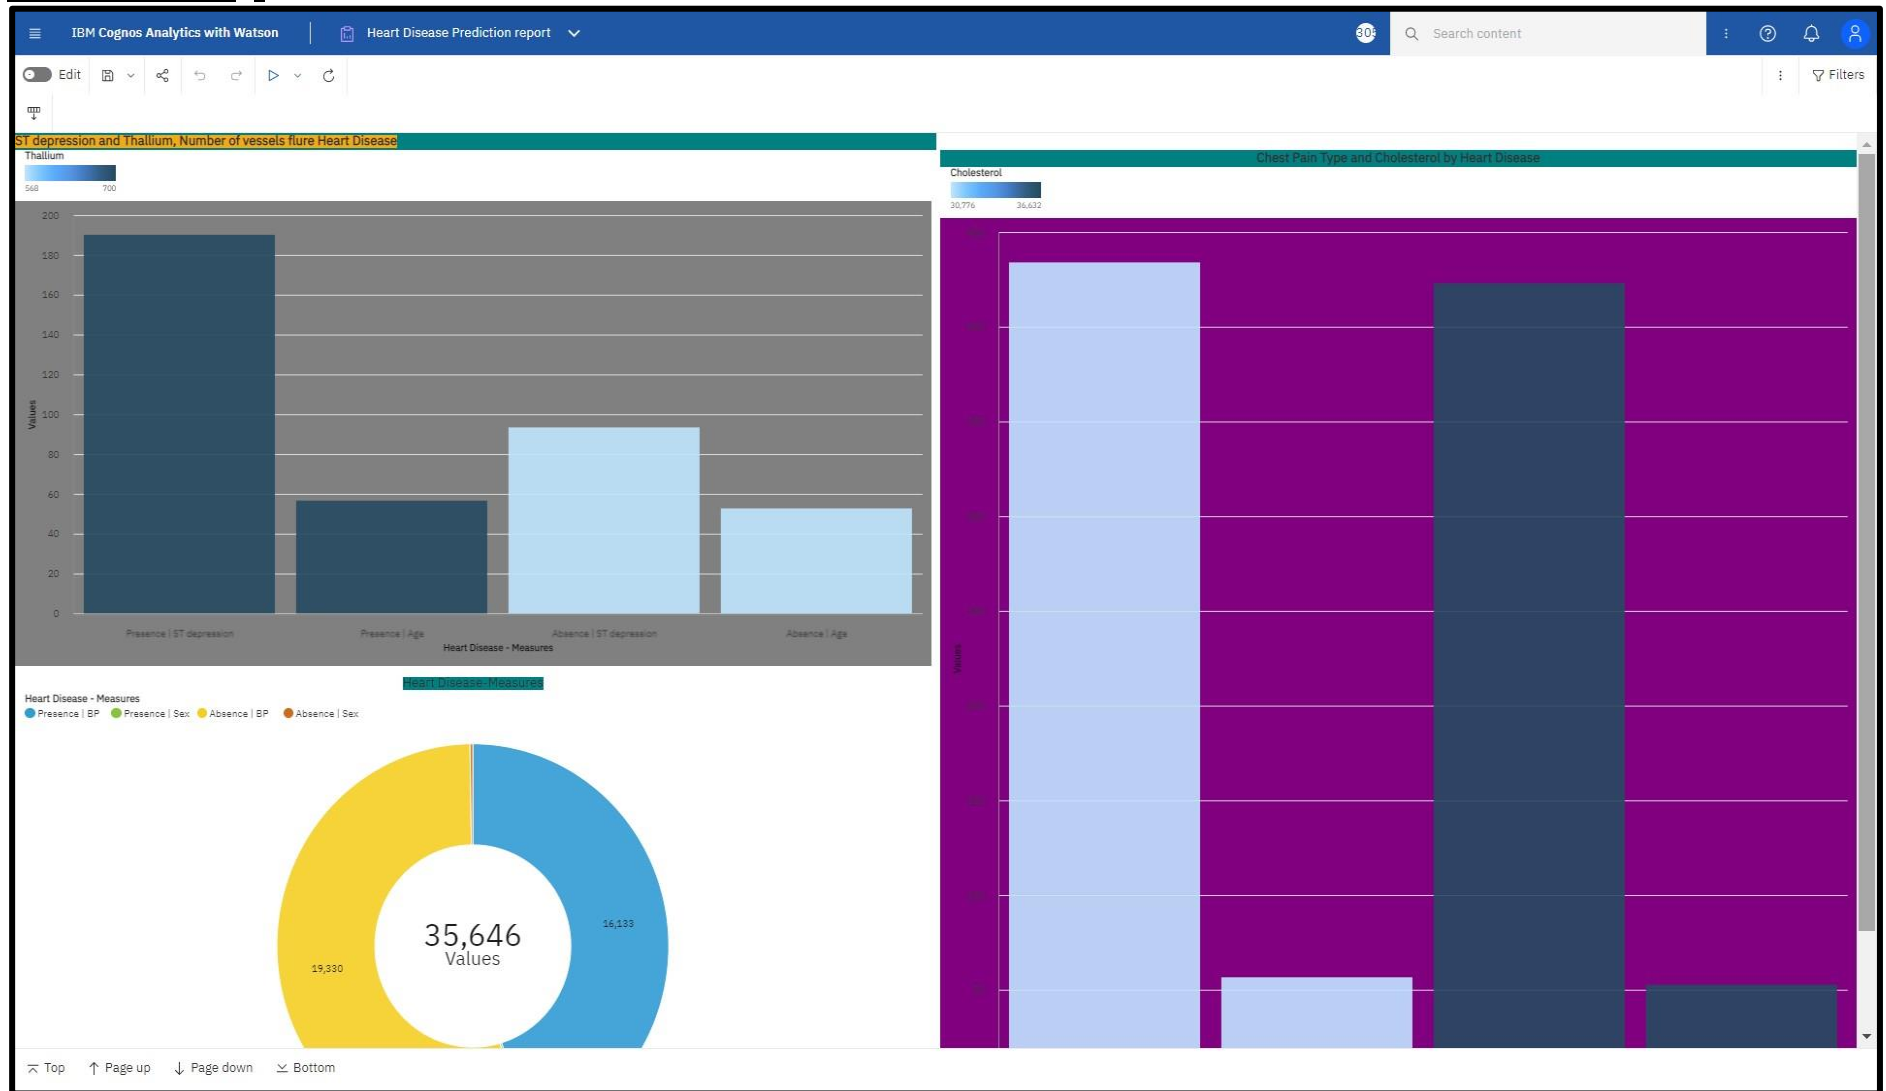 IBM Cognos Analytics with Watson
Heart Disease Prediction report
Search content
Edit
Filters
ST depression and Thallium, Number of vessels flure Heart Disease
Thallium
568 700
200
180
160
140
120
100
80
60
40
20
0
Values
Presence | ST depression Presence | Age Absence | ST depression Absence | Age
Heart Disease - Measures
Chest Pain Type and Cholesterol by Heart Disease
Cholesterol
30,776 36,632
Values
Heart Disease-Measures
Heart Disease - Measures
Presence | BP Presence | Sex Absence | BP Absence | Sex
16,133
35,646
Values
19,330
Top Page up Page down Bottom